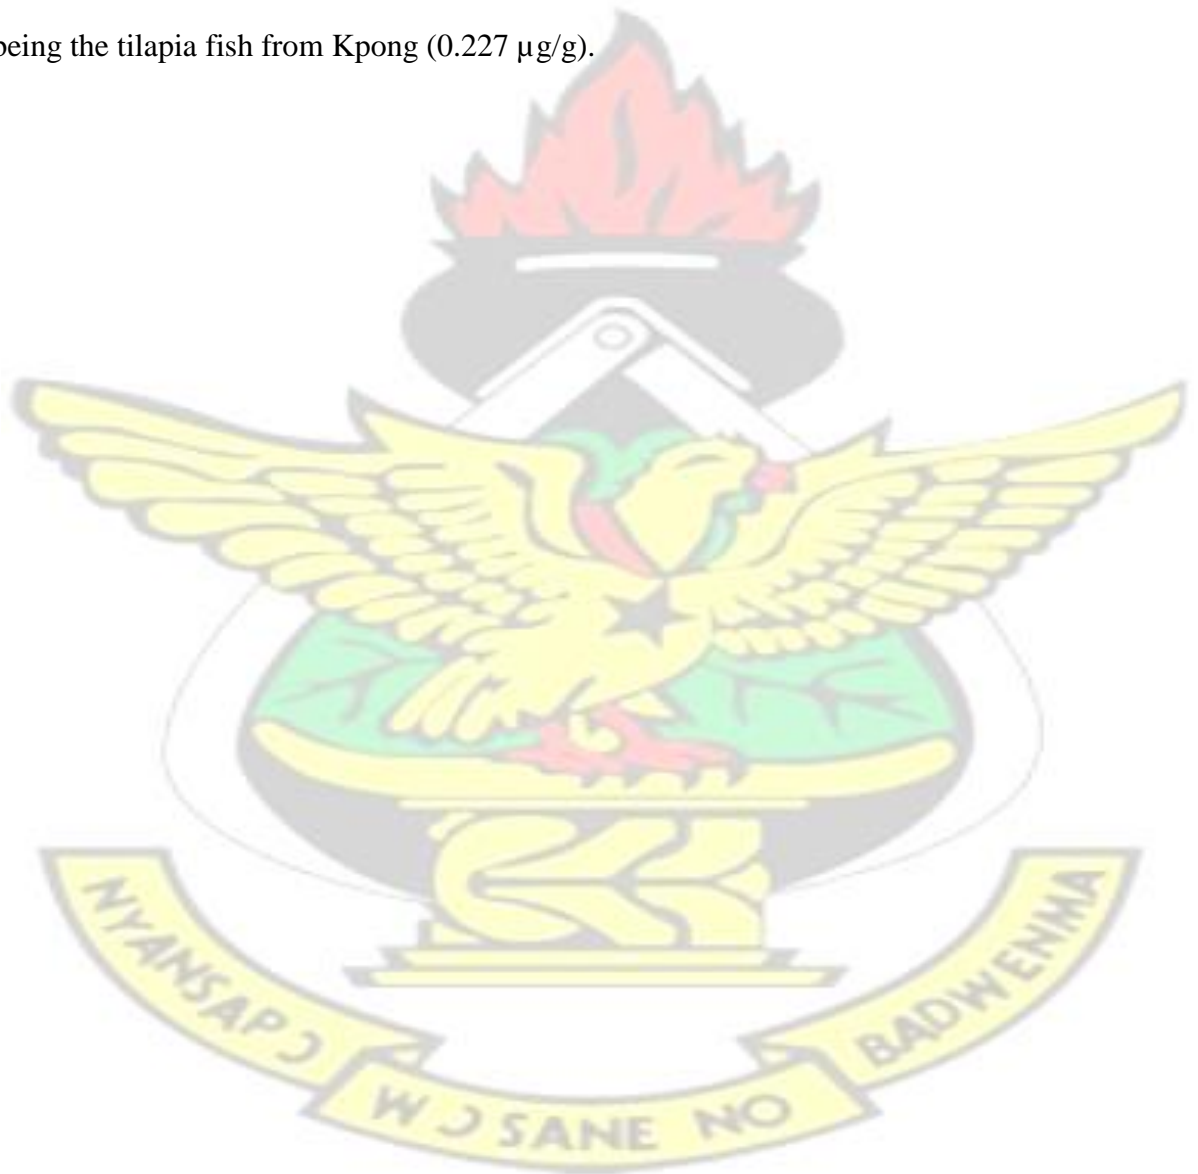 being the tilapia fish from Kpong (0.227 µg/g).
NYANSAPƆ
WƆSANE NO
BADWENMA